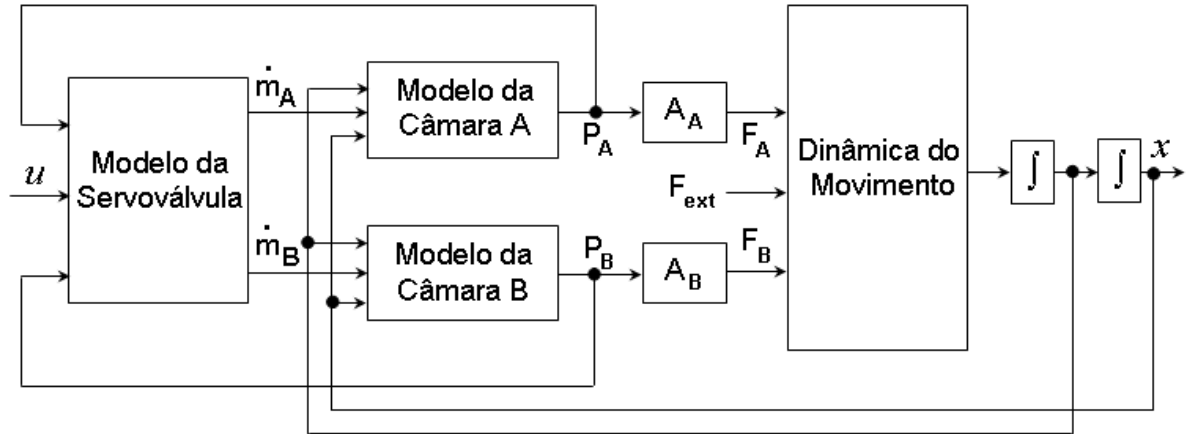 u
Modelo da
Servoválvula
ṁA
ṁB
Modelo da
Câmara A
Modelo da
Câmara B
PA
PB
AA
AB
FA
Fext
FB
Dinâmica do
Movimento
∫
∫
x